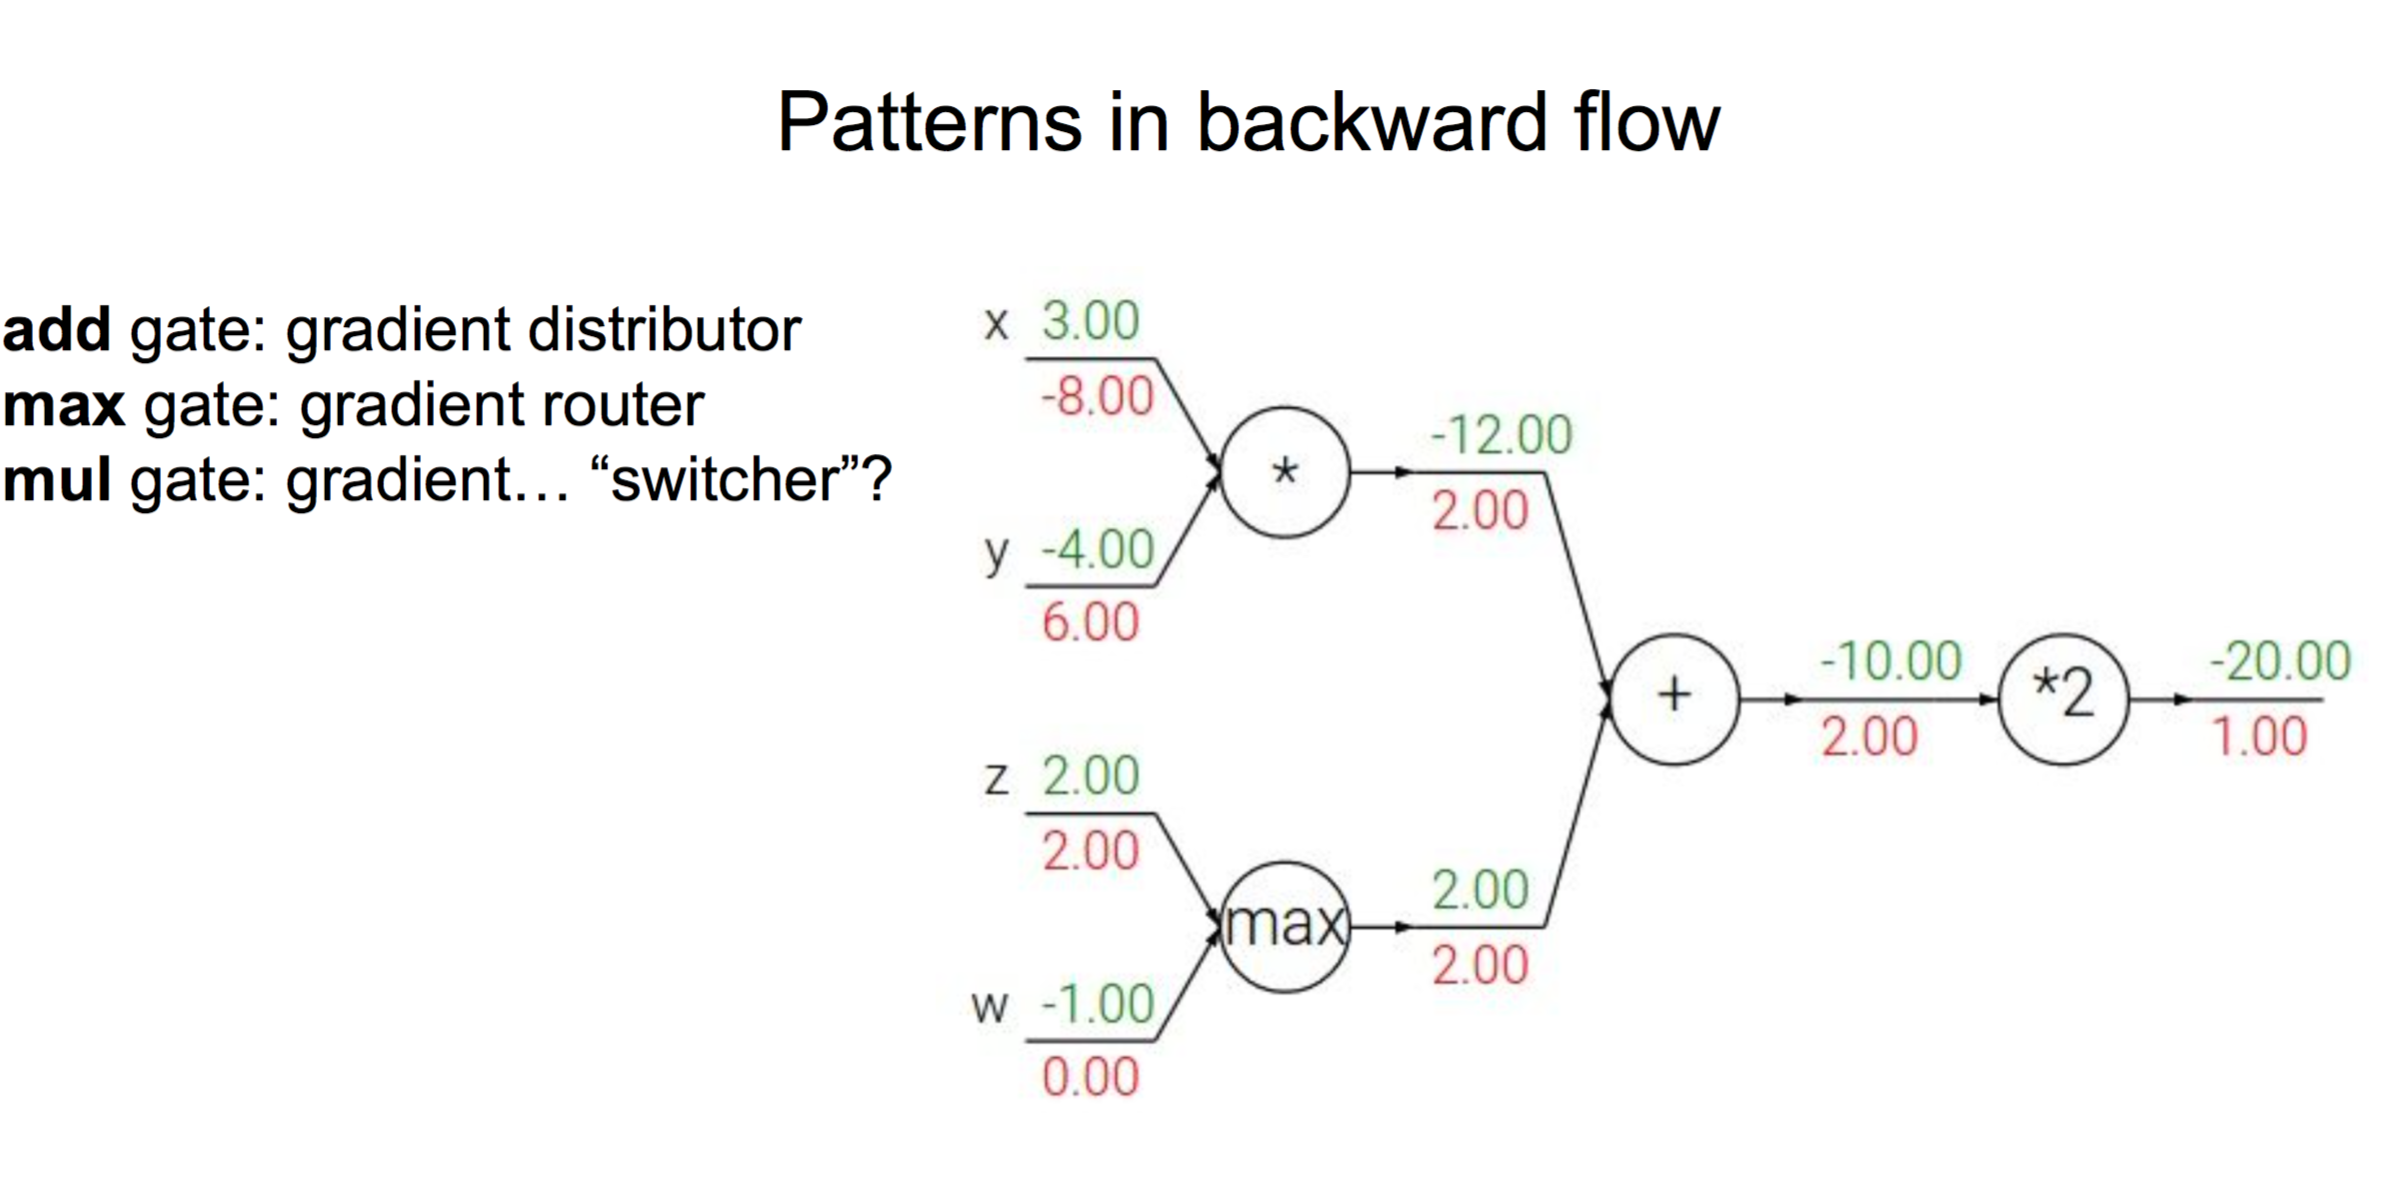 Patterns in backward flow
add gate: gradient distributor
max gate: gradient router
mul gate: gradient… “switcher”?
x 3.00
-8.00
*
-12.00
2.00
y -4.00
6.00
+
-10.00
2.00
*2
-20.00
1.00
z 2.00
2.00
max
2.00
2.00
w -1.00
0.00